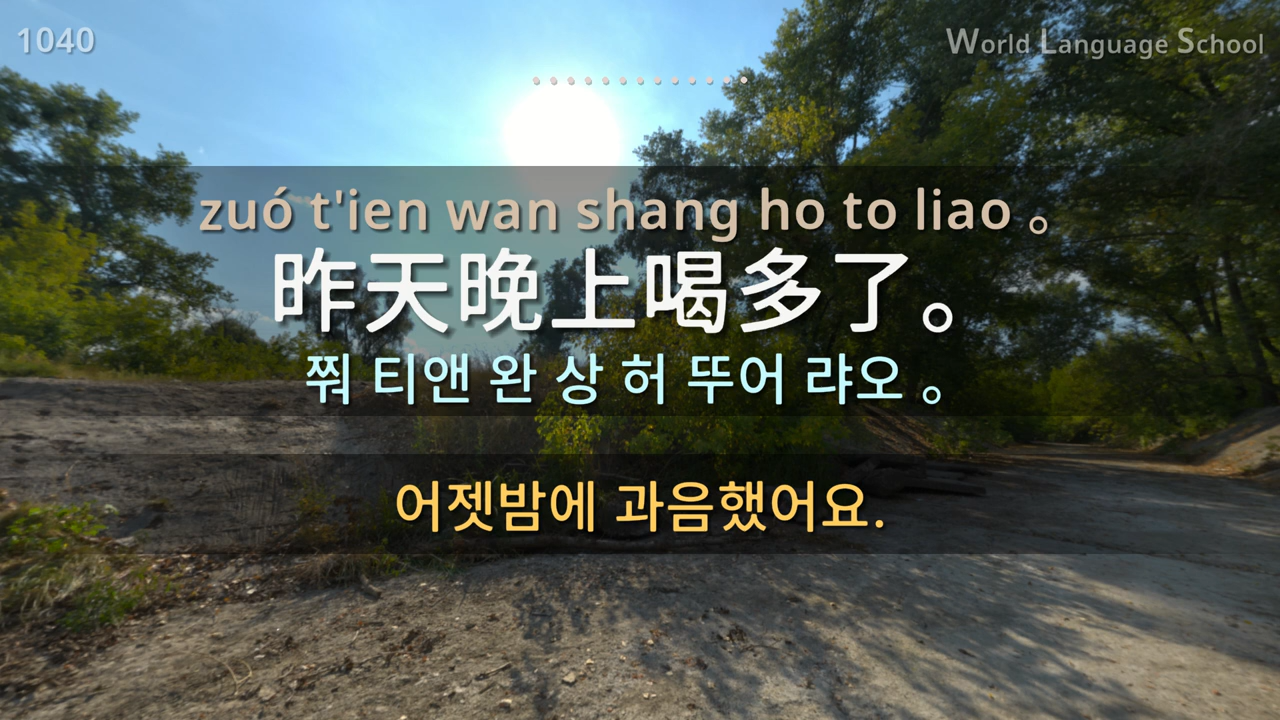 1040
World Language School
zuó t'ien wan shang ho to liao 。
昨天晚上喝多了。
쭤 티앤 완 상 허 뚜어 랴오 。
어젯밤에 과음했어요.